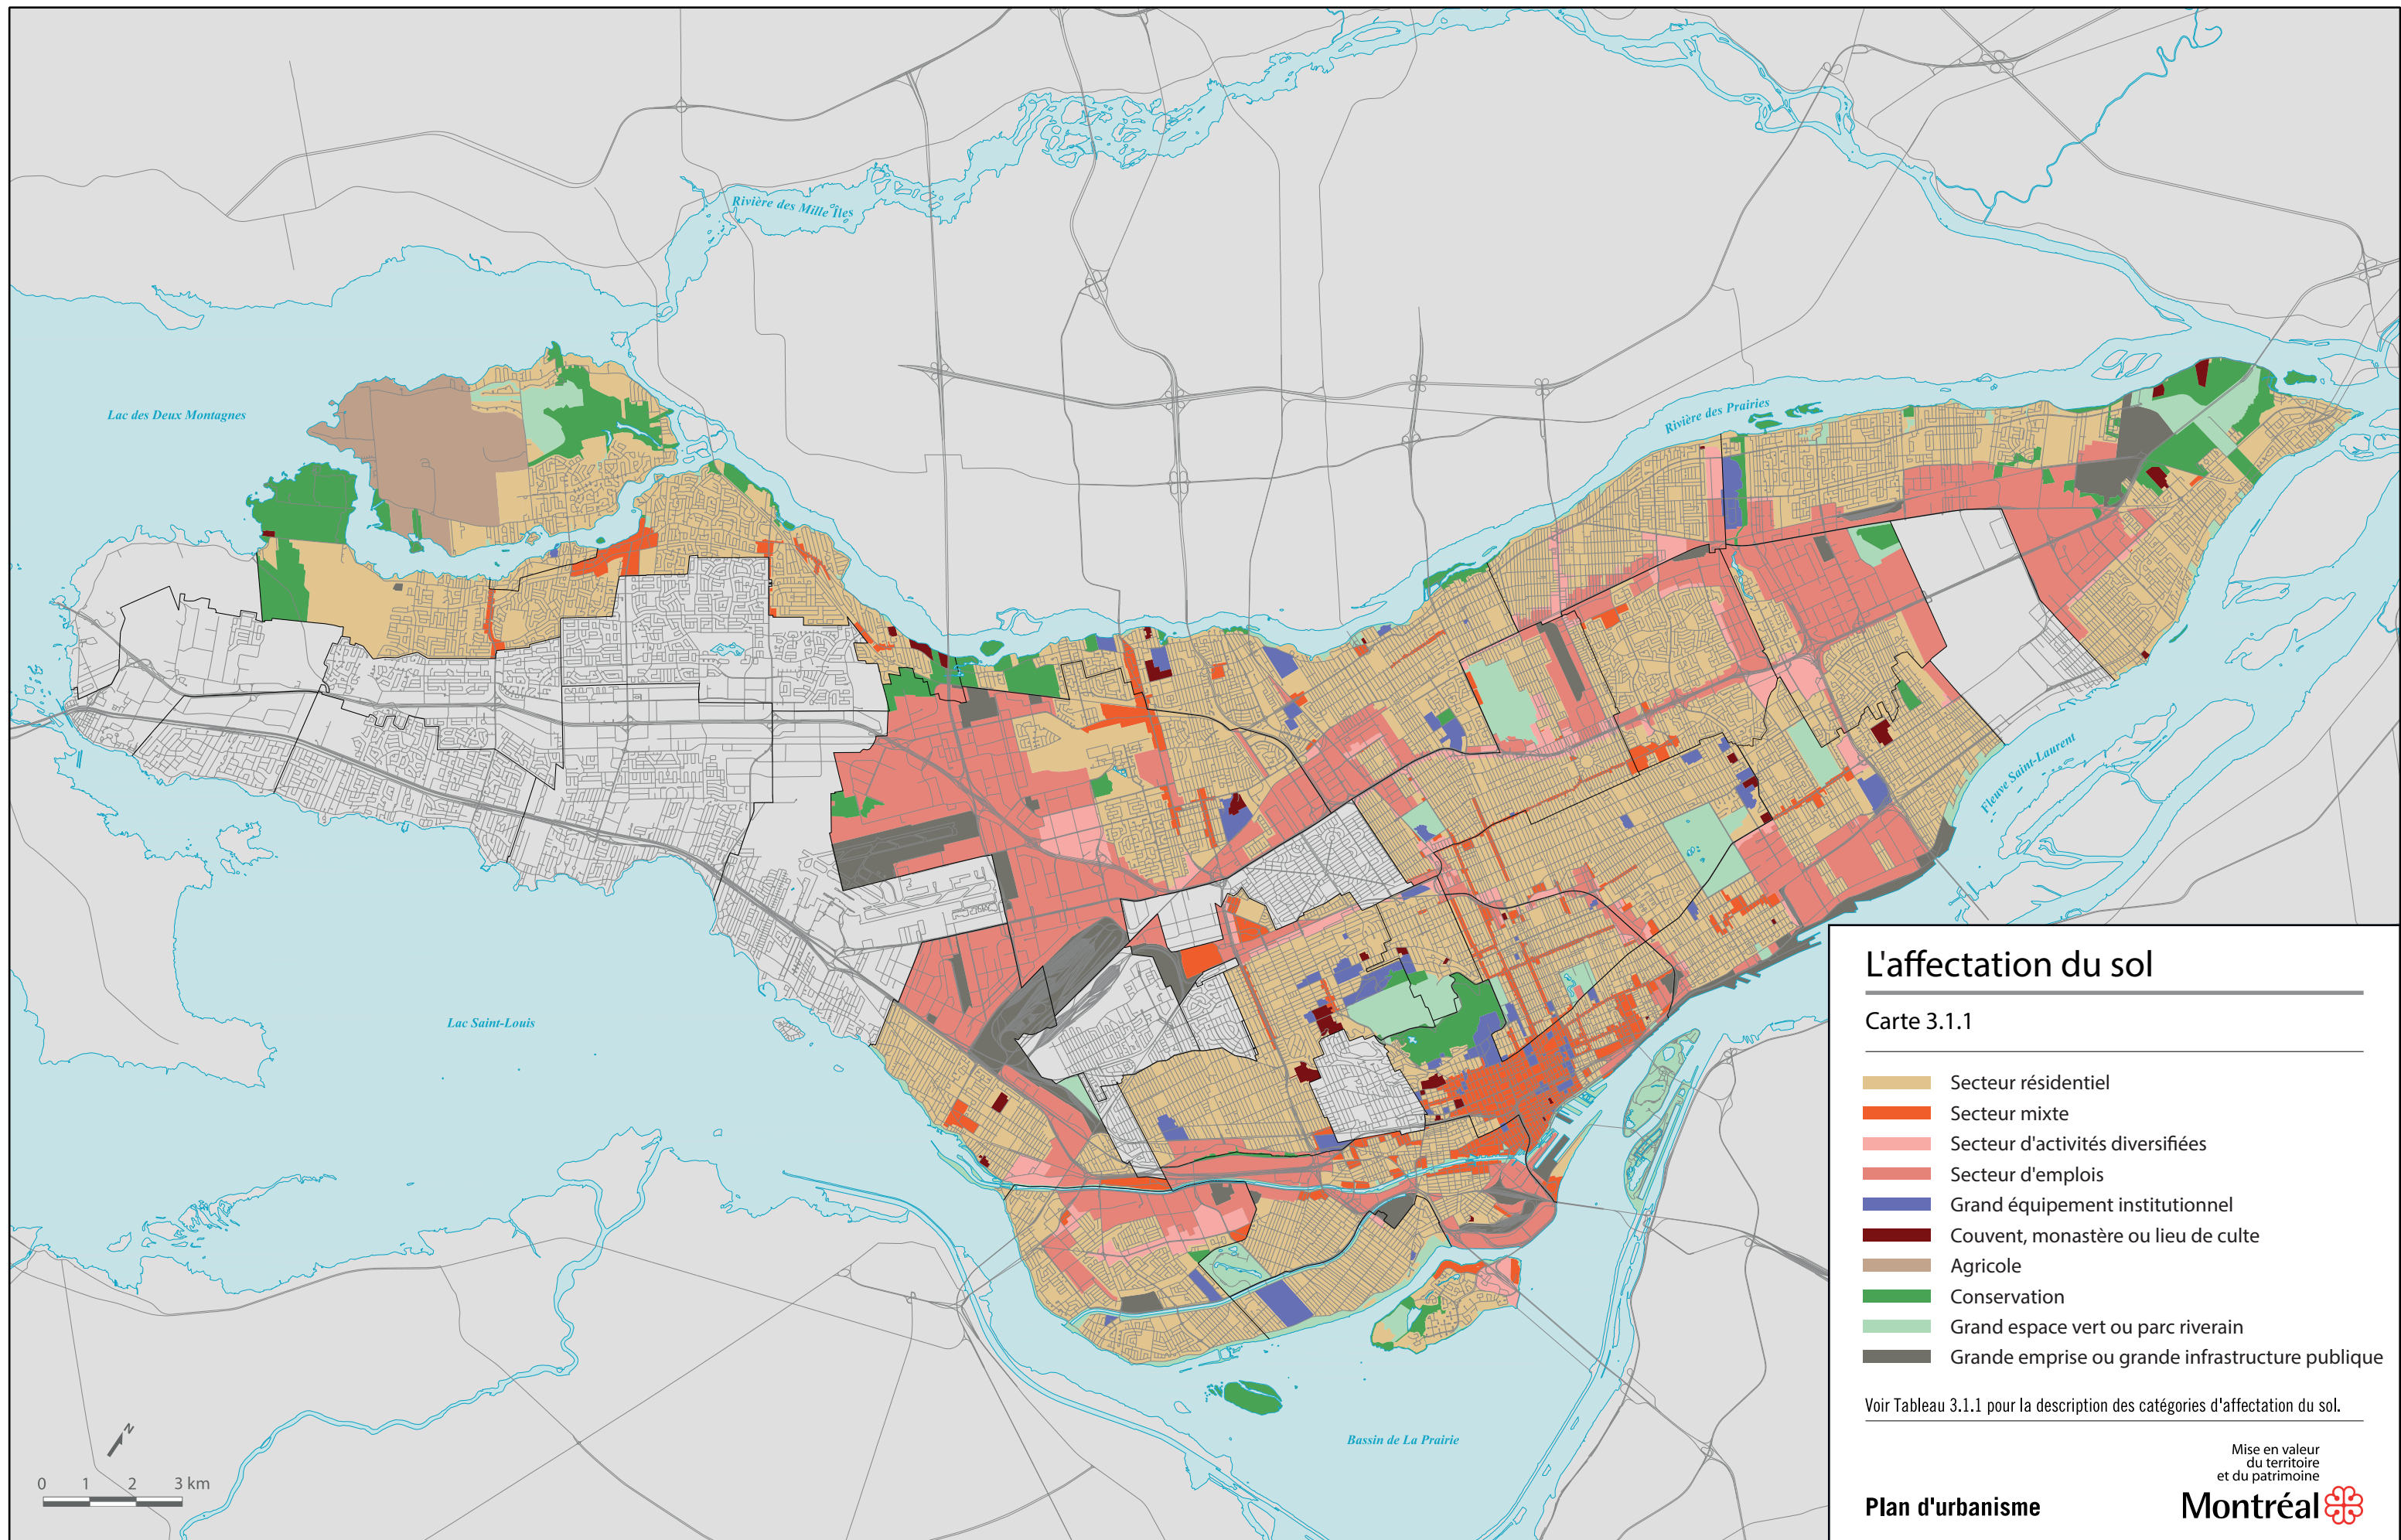 Rivière des Mille Îles
Lac des Deux Montagnes
Rivière des Prairies
Fleuve Saint-Laurent
Lac Saint-Louis
Bassin de La Prairie
N
0 1 2 3 km
L'affectation du sol
Carte 3.1.1
Secteur résidentiel
Secteur mixte
Secteur d'activités diversifiées
Secteur d'emplois
Grand équipement institutionnel
Couvent, monastère ou lieu de culte
Agricole
Conservation
Grand espace vert ou parc riverain
Grande emprise ou grande infrastructure publique
Voir Tableau 3.1.1 pour la description des catégories d'affectation du sol.
Mise en valeur
du territoire
et du patrimoine
Plan d'urbanisme
Montréal